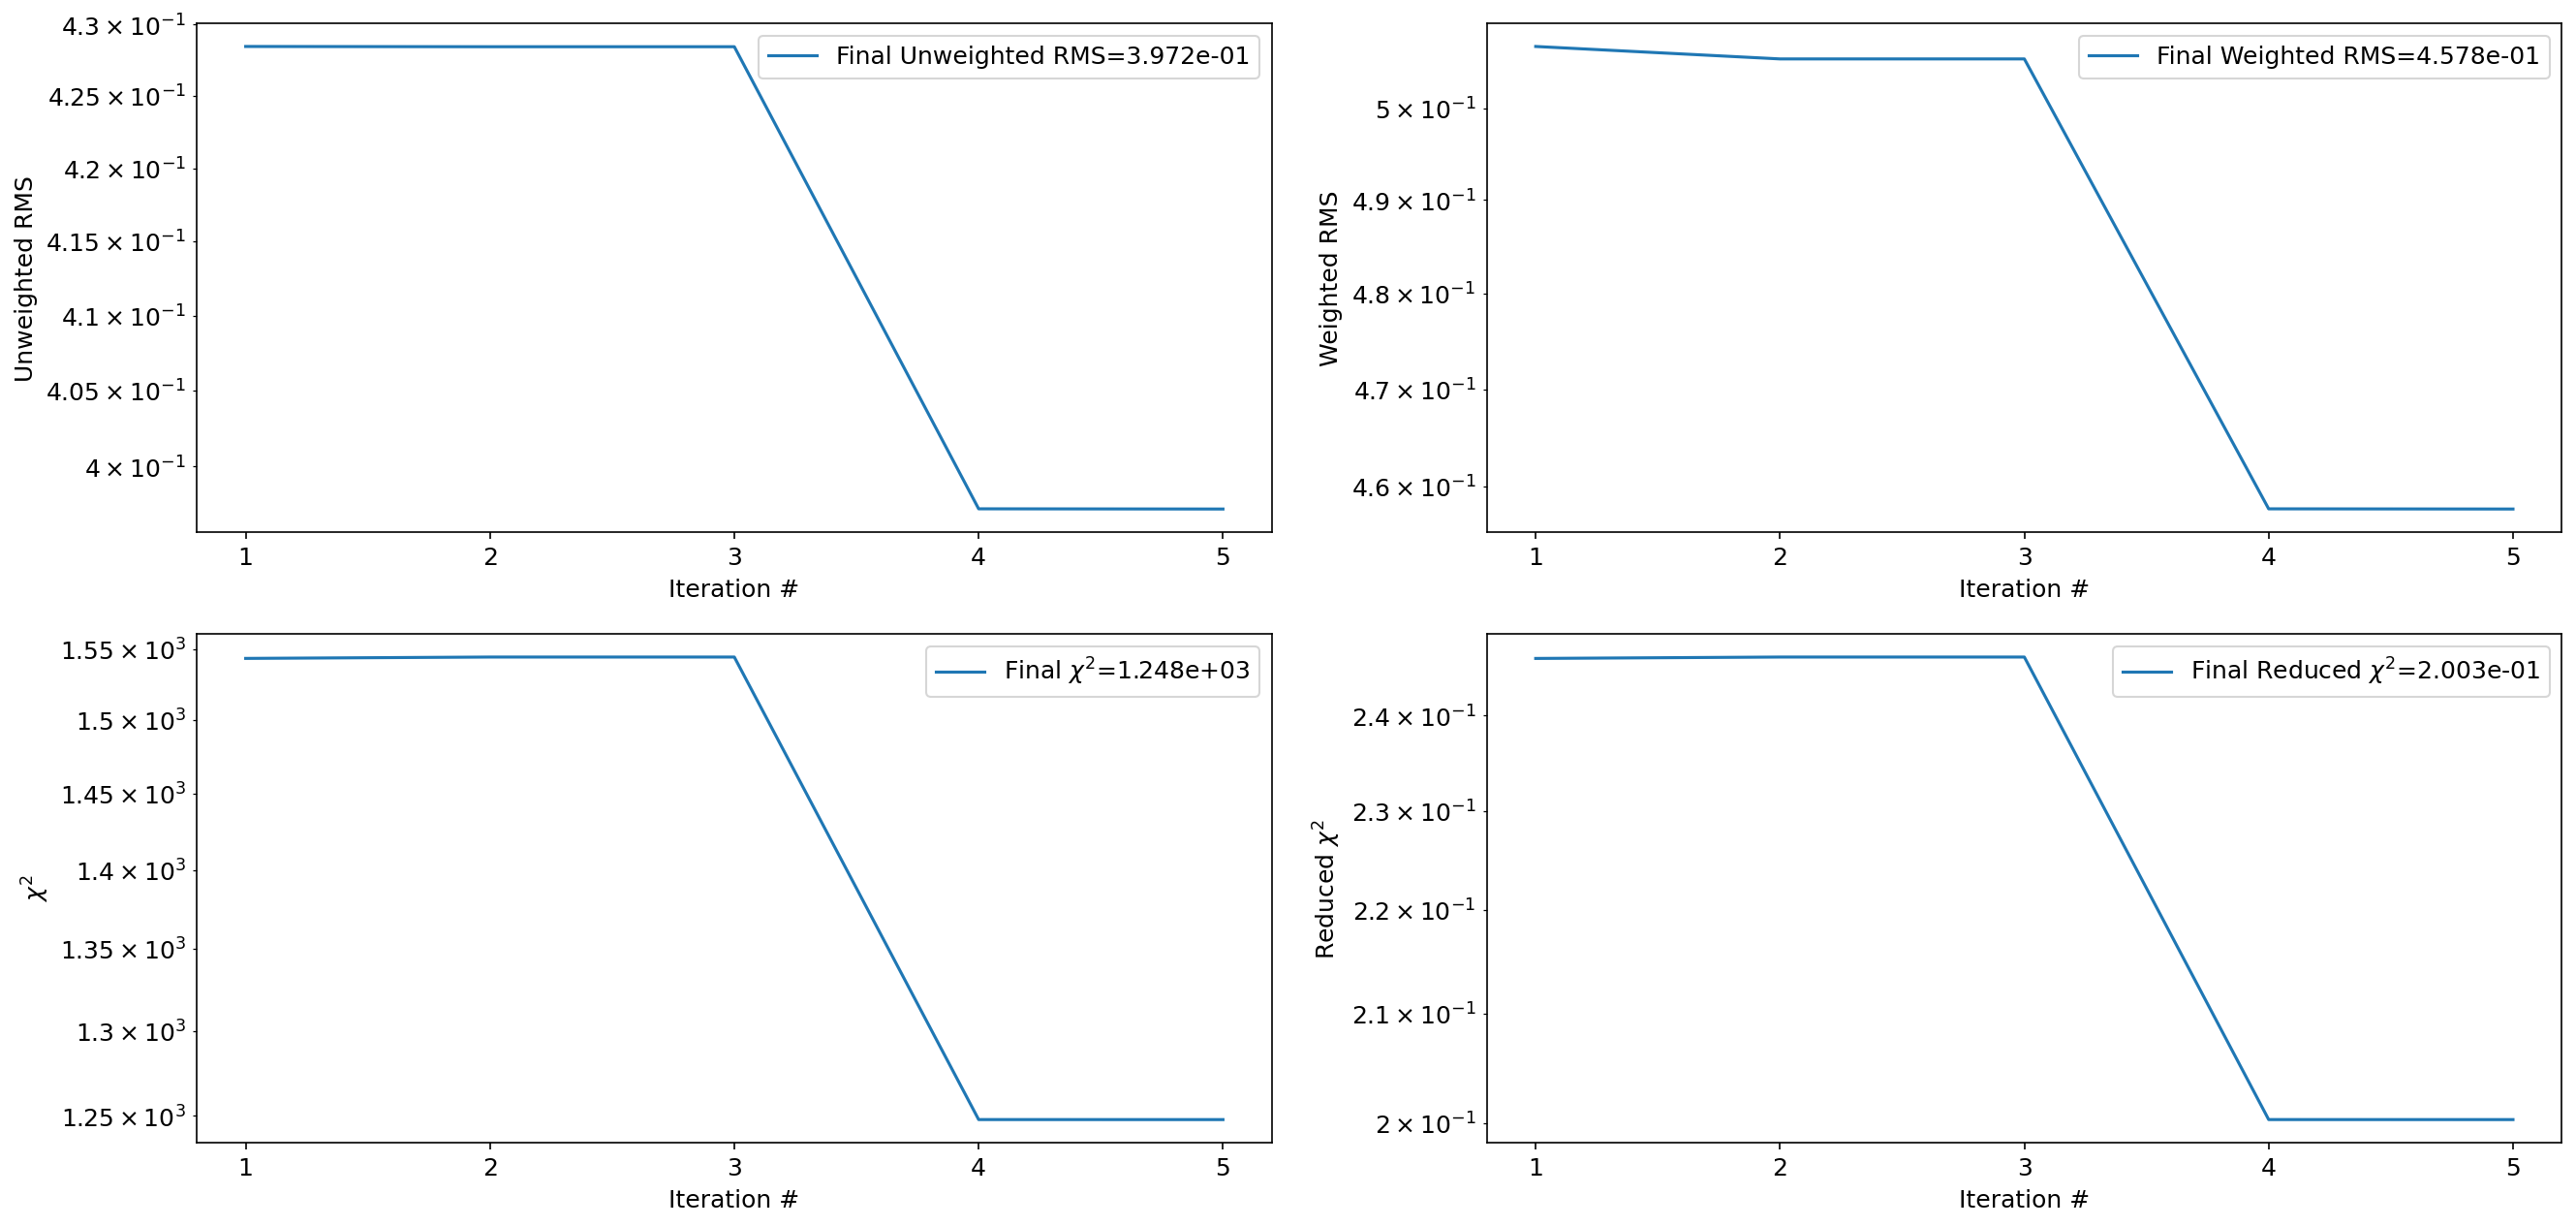 4.3 × 10⁻¹
4.25 × 10⁻¹
4.2 × 10⁻¹
4.15 × 10⁻¹
4.1 × 10⁻¹
4.05 × 10⁻¹
4 × 10⁻¹
Unweighted RMS
Final Unweighted RMS=3.972e-01
1 2 3 4 5
Iteration #
5 × 10⁻¹
4.9 × 10⁻¹
4.8 × 10⁻¹
4.7 × 10⁻¹
4.6 × 10⁻¹
Weighted RMS
Final Weighted RMS=4.578e-01
1 2 3 4 5
Iteration #
1.55 × 10³
1.5 × 10³
1.45 × 10³
1.4 × 10³
1.35 × 10³
1.3 × 10³
1.25 × 10³
χ²
Final χ²=1.248e+03
1 2 3 4 5
Iteration #
2.4 × 10⁻¹
2.3 × 10⁻¹
2.2 × 10⁻¹
2.1 × 10⁻¹
2 × 10⁻¹
Reduced χ²
Final Reduced χ²=2.003e-01
1 2 3 4 5
Iteration #